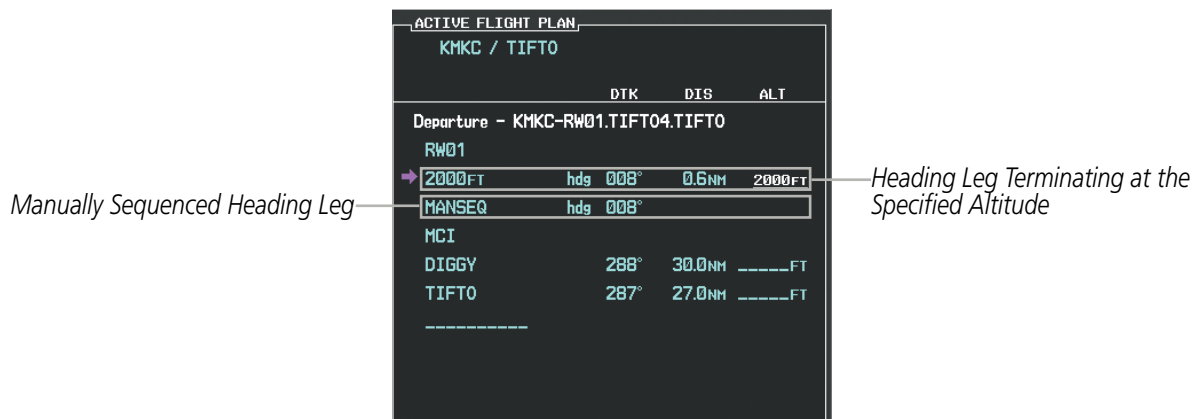 ACTIVE FLIGHT PLAN
KMKC / TIFTO
DTK DIS ALT
Departure - KMKC-RW01.TIFTO4.TIFTO
RW01
2000FT hdg 008° 0.6NM 2000FT
MANSEQ hdg 008°
MCI
DIGGY 288° 30.0NM _____FT
TIFTO 287° 27.0NM _____FT
__________
Manually Sequenced Heading Leg
Heading Leg Terminating at the
Specified Altitude